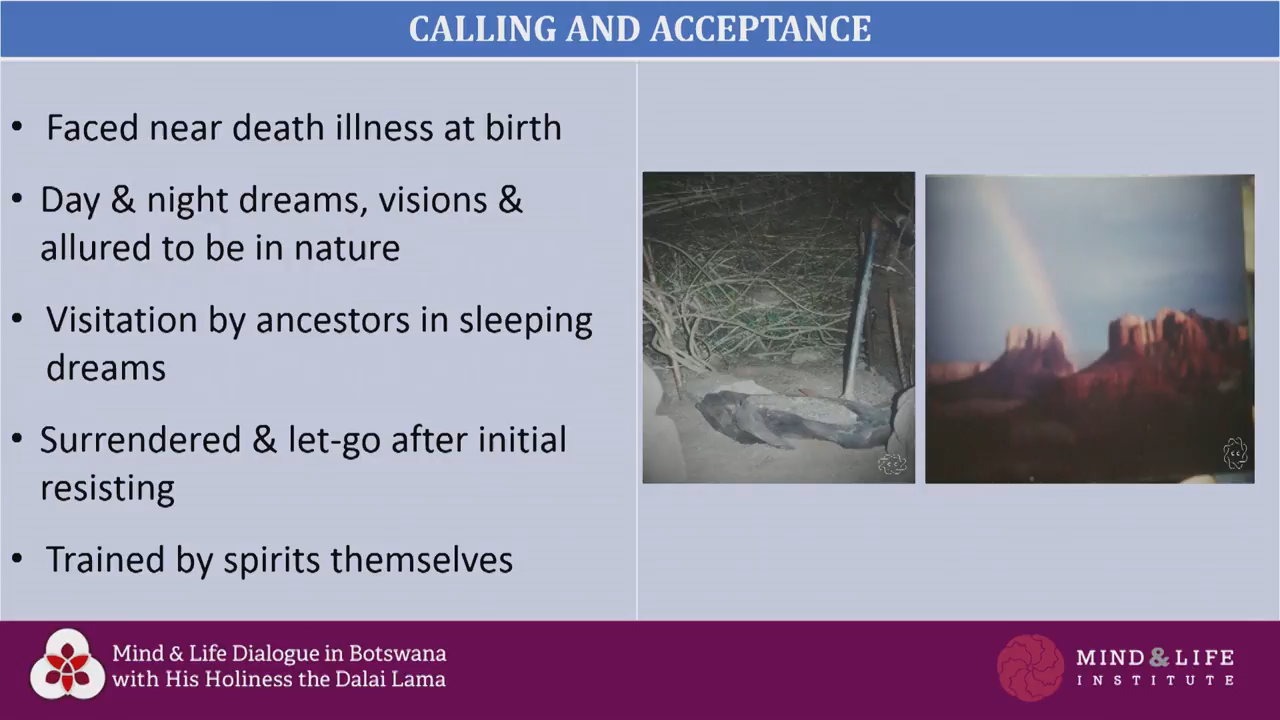 CALLING AND ACCEPTANCE
• Faced near death illness at birth
• Day & night dreams, visions &
allured to be in nature
• Visitation by ancestors in sleeping
dreams
• Surrendered & let-go after initial
resisting
• Trained by spirits themselves
Mind & Life Dialogue in Botswana
with His Holiness the Dalai Lama
MIND & LIFE
INSTITUTE